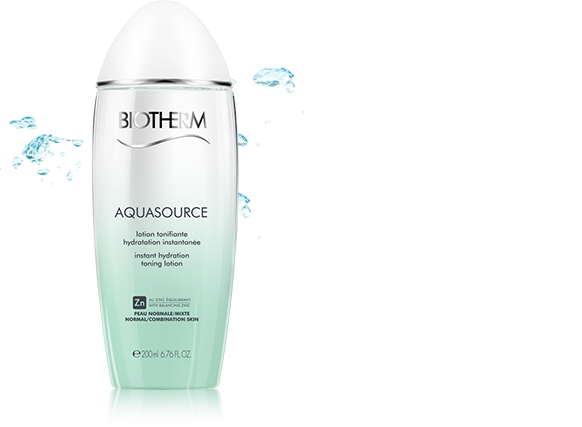 BIOTHERM
AQUASOURCE
lotion tonifiante
hydratation instantanée
instant hydration
toning lotion
Zn
AU ZINC ÉQUILIBRANT
WITH BALANCING ZINC
PEAU NORMALE/MIXTE
NORMAL/COMBINATION SKIN
℮200ml 6.76 FL.OZ.